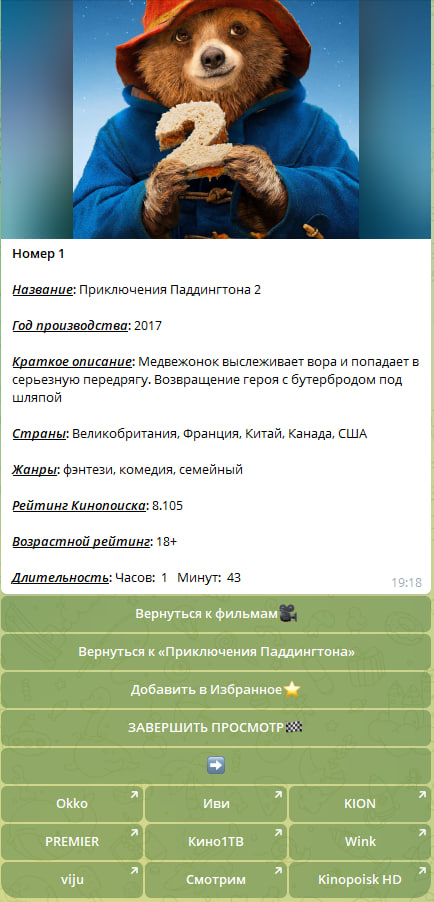 2
Номер 1
Название: Приключения Паддингтона 2
Год производства: 2017
Краткое описание: Медвежонок выслеживает вора и попадает в
серьезную передрягу. Возвращение героя с бутербродом под
шляпой
Страны: Великобритания, Франция, Китай, Канада, США
Жанры: фэнтези, комедия, семейный
Рейтинг Кинопоиска: 8.105
Возрастной рейтинг: 18+
Длительность: Часов: 1 Минут: 43
19:18
Вернуться к фильмам🎥
Вернуться к «Приключения Паддингтона»
Добавить в Избранное⭐
ЗАВЕРШИТЬ ПРОСМОТР🏁
➡️
Okko Иви KION
PREMIER Кино1ТВ Wink
viju Смотрим Kinopoisk HD